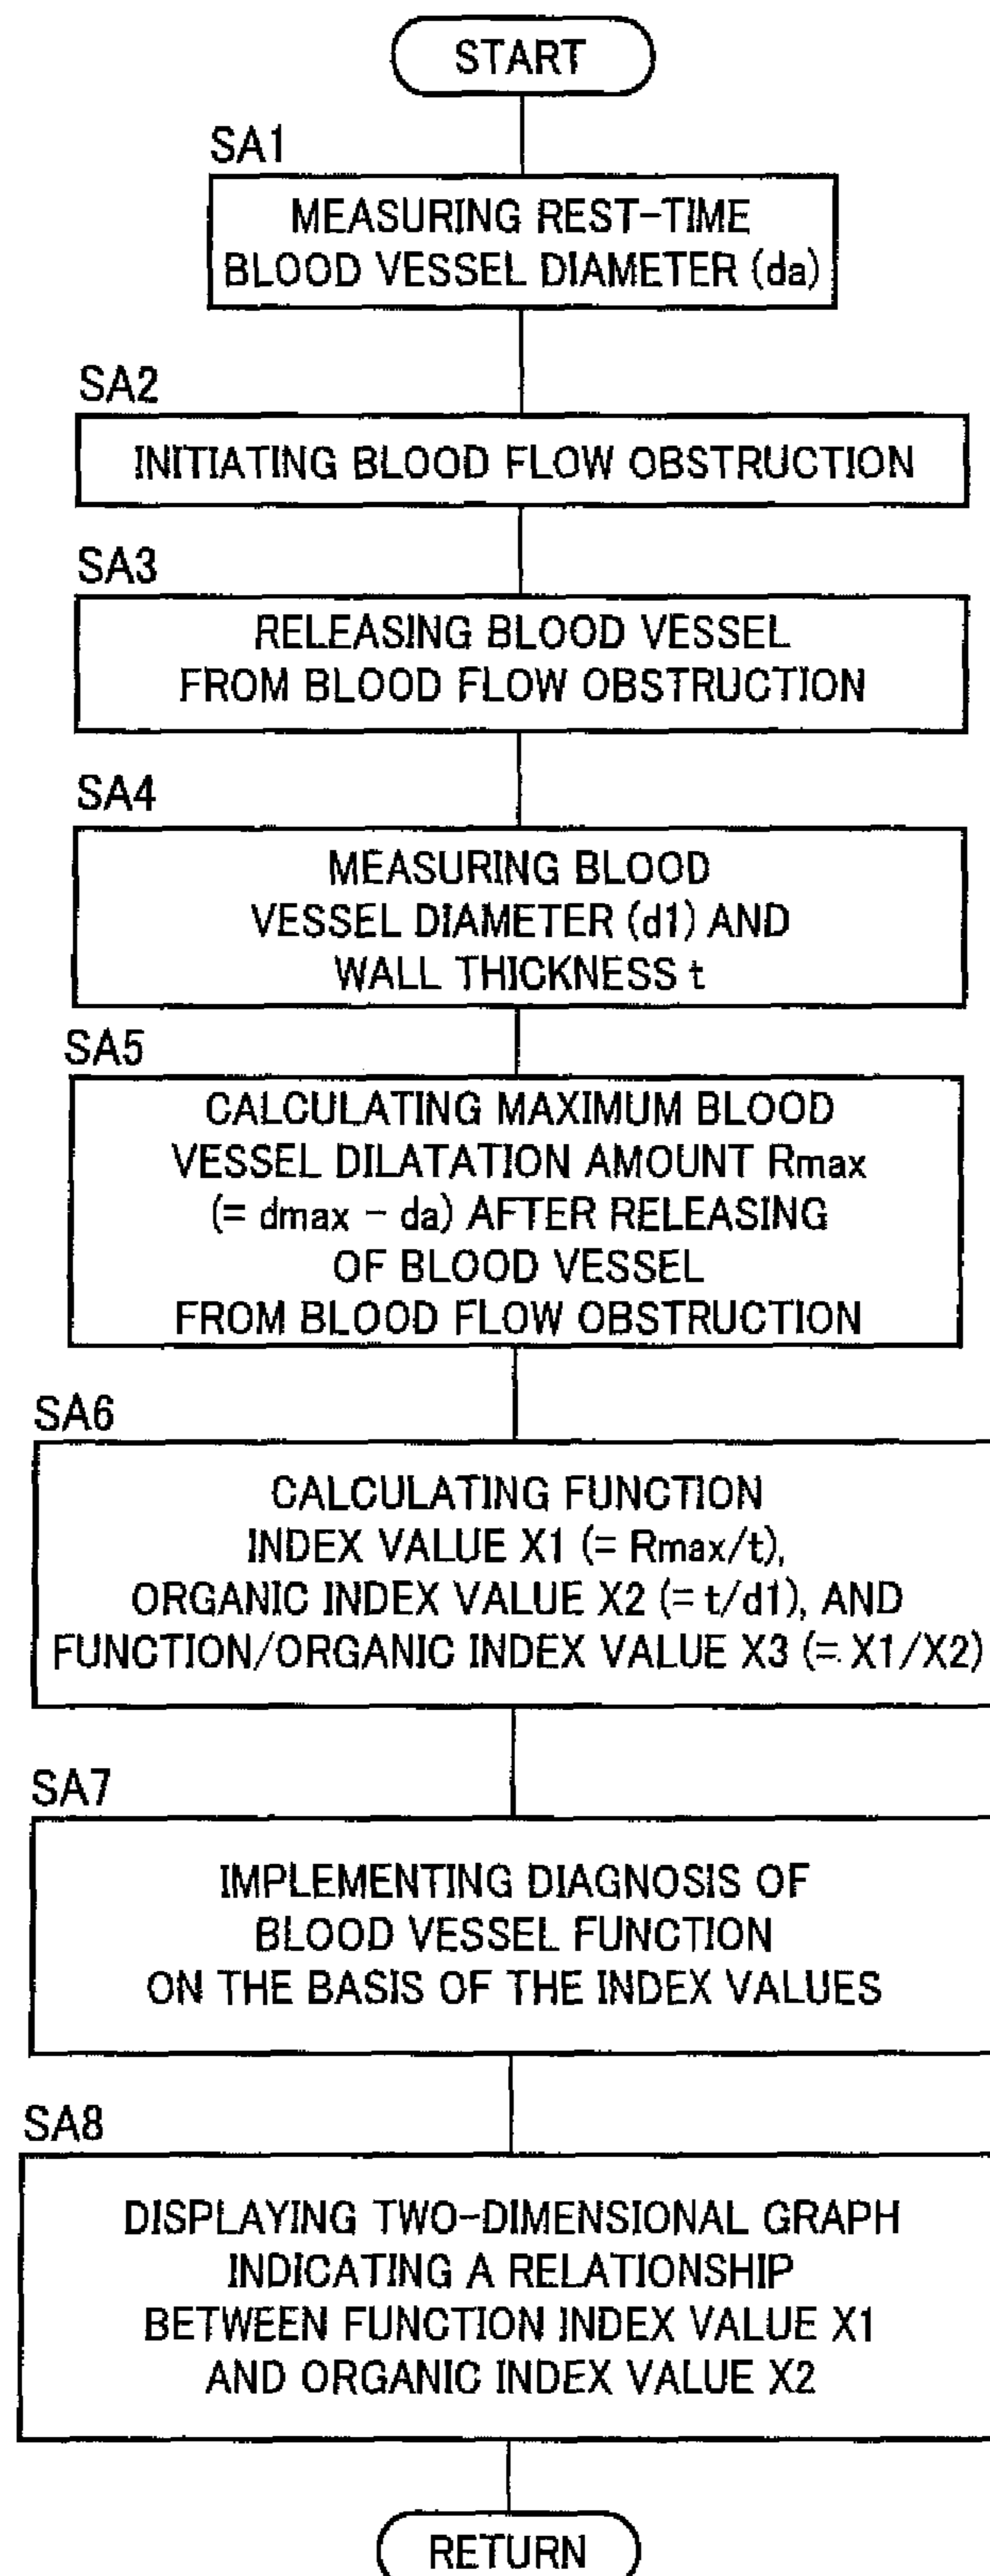 START
SA1
MEASURING REST-TIME
BLOOD VESSEL DIAMETER (da)
SA2
INITIATING BLOOD FLOW OBSTRUCTION
SA3
RELEASING BLOOD VESSEL
FROM BLOOD FLOW OBSTRUCTION
SA4
MEASURING BLOOD
VESSEL DIAMETER (d1) AND
WALL THICKNESS t
SA5
CALCULATING MAXIMUM BLOOD
VESSEL DILATATION AMOUNT Rmax
(= dmax - da) AFTER RELEASING
OF BLOOD VESSEL
FROM BLOOD FLOW OBSTRUCTION
SA6
CALCULATING FUNCTION
INDEX VALUE X1 (= Rmax/t),
ORGANIC INDEX VALUE X2 (= t/d1), AND
FUNCTION/ORGANIC INDEX VALUE X3 (= X1/X2)
SA7
IMPLEMENTING DIAGNOSIS OF
BLOOD VESSEL FUNCTION
ON THE BASIS OF THE INDEX VALUES
SA8
DISPLAYING TWO-DIMENSIONAL GRAPH
INDICATING A RELATIONSHIP
BETWEEN FUNCTION INDEX VALUE X1
AND ORGANIC INDEX VALUE X2
RETURN